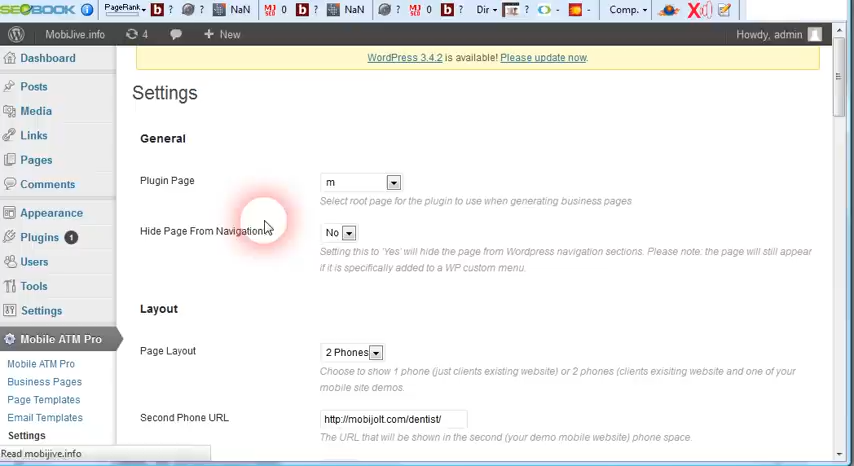 SEOBOOK PageRank ? NaN MJ SEO 0 ? NaN ? MJ SEO 0 ? Dir ? - Comp.
MobiJive.info 4 New Howdy, admin
WordPress 3.4.2 is available! Please update now.
Dashboard
Posts
Media
Links
Pages
Comments
Appearance
Plugins 1
Users
Tools
Settings
Mobile ATM Pro
Mobile ATM Pro
Business Pages
Page Templates
Email Templates
Settings
Read mobijive.info
Settings
General
Plugin Page m
Select root page for the plugin to use when generating business pages
Hide Page From Navigation No
Setting this to 'Yes' will hide the page from Wordpress navigation sections. Please note: the page will still appear
if it is specifically added to a WP custom menu.
Layout
Page Layout 2 Phones
Choose to show 1 phone (just clients existing website) or 2 phones (clients exisiting website and one of your
mobile site demos.
Second Phone URL http://mobijolt.com/dentist/
The URL that will be shown in the second (your demo mobile website) phone space.